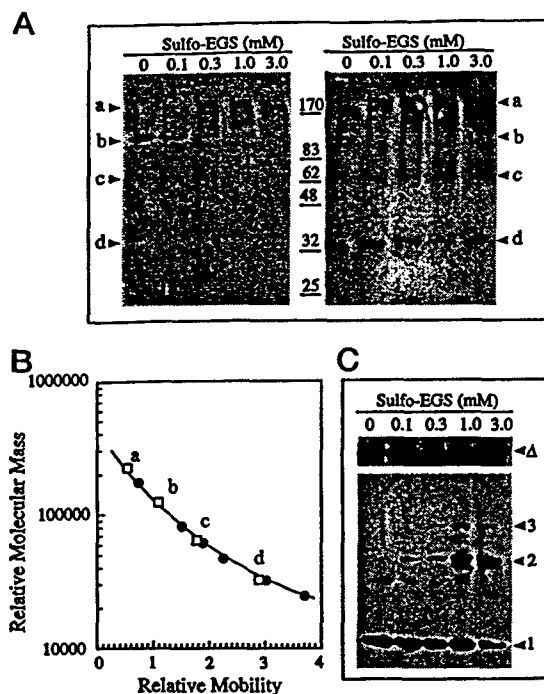 A
Sulfo-EGS (mM)
0 0.1 0.3 1.0 3.0
a
b
c
d
170
83
62
48
32
25
Sulfo-EGS (mM)
0 0.1 0.3 1.0 3.0
a
b
c
d
B
Relative Molecular Mass
1000000
100000
10000
a
b
c
d
0 1 2 3 4
Relative Mobility
C
Sulfo-EGS (mM)
0 0.1 0.3 1.0 3.0
Δ
3
2
1